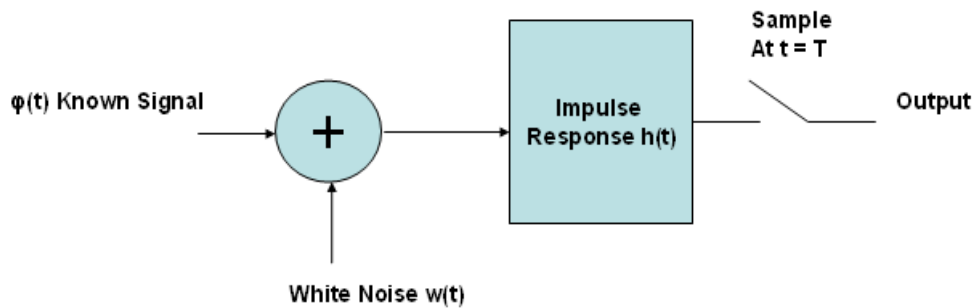 Sample
At t = T
φ(t) Known Signal
+
Impulse
Response h(t)
Output
White Noise w(t)